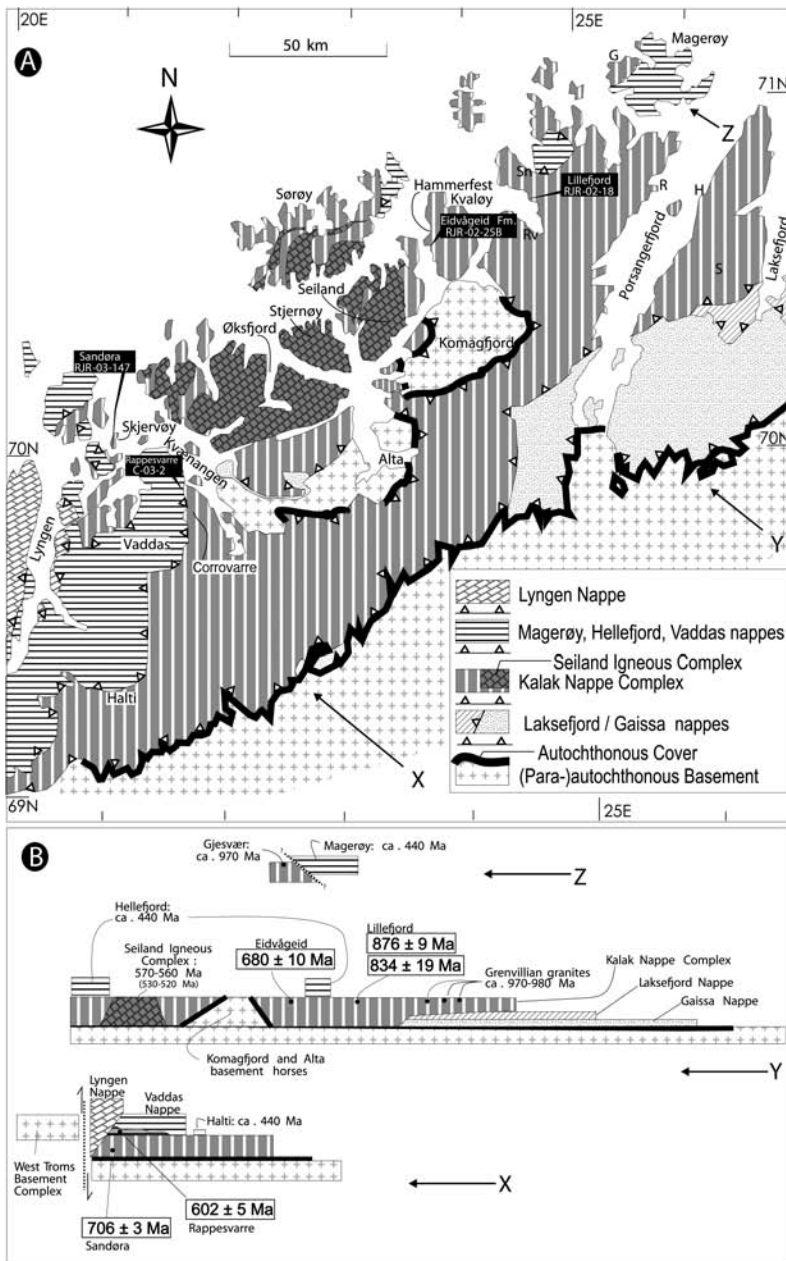 20E
25E
50 km
A
N
Magerøy
G
71N
Z
Sn
Lillefjord
RJR-02-18
Hammerfest
Kvaløy
Sørøy
R
H
Eidvågeid Fm.
RJR-02-25B
Rv
Porsangerfjord
Laksefjord
S
Seiland
Stjernøy
Øksfjord
Komagfjord
Sandøra
RJR-03-147
Skjervøy
70N
Kvænangen
Rappesvarre
C-03-2
Alta
70N
Lyngen
Vaddas
Corrovarre
Y
Halti
X
Lyngen Nappe
Magerøy, Hellefjord, Vaddas nappes
Seiland Igneous Complex
Kalak Nappe Complex
Laksefjord / Gaissa nappes
Autochthonous Cover
(Para-)autochthonous Basement
69N
25E
B
Gjesvær:
ca . 970 Ma
Magerøy: ca . 440 Ma
?
?
Z
Hellefjord:
ca . 440 Ma
Seiland Igneous
Complex :
570-560 Ma
(530-520 Ma)
Eidvågeid
680 ± 10 Ma
Lillefjord
876 ± 9 Ma
834 ± 19 Ma
Grenvillian granites
ca . 970-980 Ma
Kalak Nappe Complex
Laksefjord Nappe
Gaissa Nappe
Komagfjord and Alta
basement horses
Y
Lyngen
Nappe
Vaddas
Nappe
Halti: ca . 440 Ma
West Troms
Basement
Complex
X
602 ± 5 Ma
Rappesvarre
706 ± 3 Ma
Sandøra